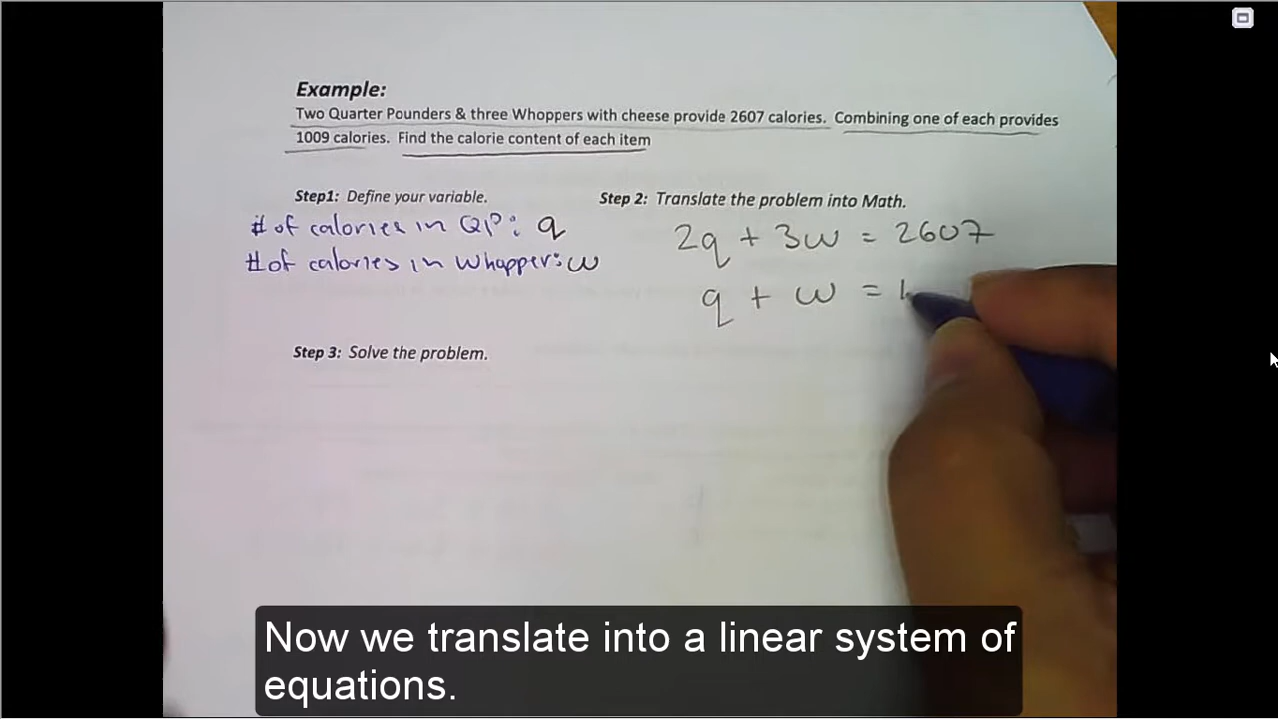 Example:
Two Quarter Pounders & three Whoppers with cheese provide 2607 calories. Combining one of each provides
1009 calories. Find the calorie content of each item
Step1: Define your variable.
# of calories in QP: q
# of calories in Whapper: w
Step 2: Translate the problem into Math.
2q + 3w = 2607
q + w = 1
Step 3: Solve the problem.
Now we translate into a linear system of
equations.